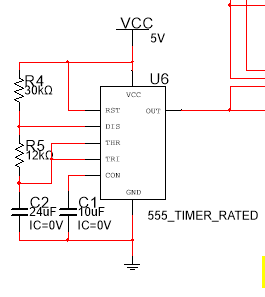 VCC
5V
U6
R4
30kΩ
VCC
RST
OUT
DIS
R5
12kΩ
THR
TRI
CON
C2
24uF
IC=0V
C1
10uF
IC=0V
GND
555_TIMER_RATED